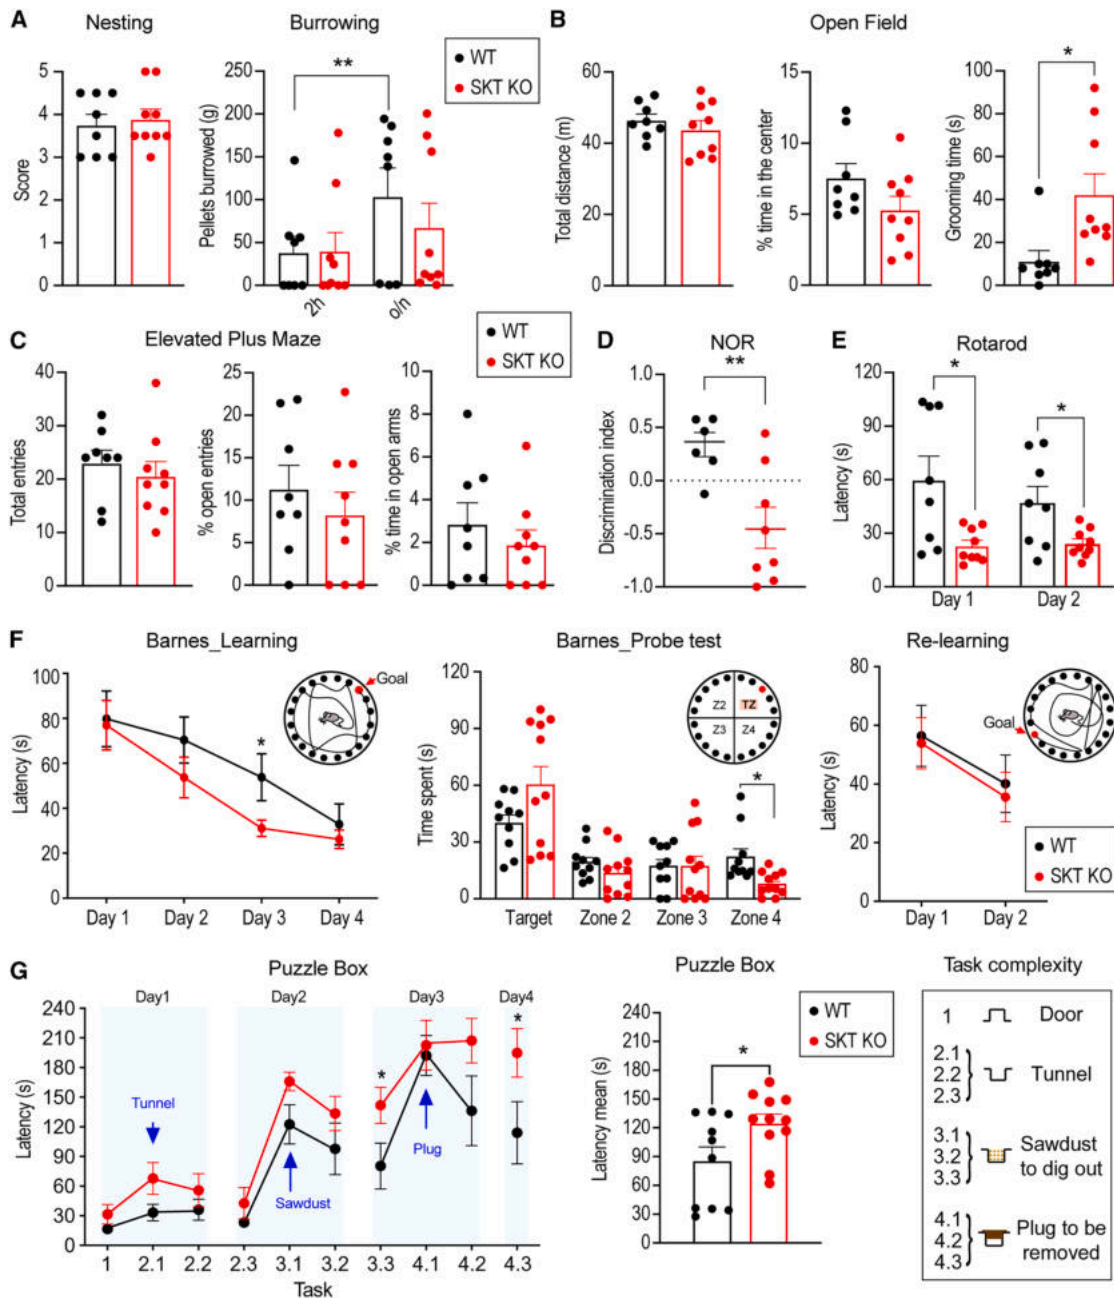 A
Nesting
Burrowing
WT
SKT KO
5
4
3
2
1
0
Score
250
200
150
100
50
0
Pellets burrowed (g)
**
2h
o/n
B
Open Field
60
40
20
0
Total distance (m)
15
10
5
0
% time in the center
100
80
60
40
20
0
Grooming time (s)
*
C
Elevated Plus Maze
WT
SKT KO
40
30
20
10
0
Total entries
25
20
15
10
5
0
% open entries
10
8
6
4
2
0
% time in open arms
D
NOR
**
1.0
0.5
0.0
-0.5
-1.0
Discrimination index
E
Rotarod
*
*
120
90
60
30
0
Latency (s)
Day 1
Day 2
F
Barnes_Learning
100
80
60
40
20
0
Latency (s)
*
Goal
Day 1
Day 2
Day 3
Day 4
Barnes_Probe test
120
90
60
30
0
Time spent (s)
Z2
TZ
Z3
Z4
*
Target
Zone 2
Zone 3
Zone 4
Re-learning
80
60
40
20
0
Latency (s)
Goal
WT
SKT KO
Day 1
Day 2
G
Puzzle Box
Day1
Day2
Day3
Day4
240
210
180
150
120
90
60
30
0
Latency (s)
Tunnel
Sawdust
*
Plug
*
1
2.1
2.2
2.3
3.1
3.2
3.3
4.1
4.2
4.3
Task
Puzzle Box
WT
SKT KO
240
210
180
150
120
90
60
30
0
Latency mean (s)
*
Task complexity
1
Door
2.1
2.2
2.3
Tunnel
3.1
3.2
3.3
Sawdust
to dig out
4.1
4.2
4.3
Plug to be
removed